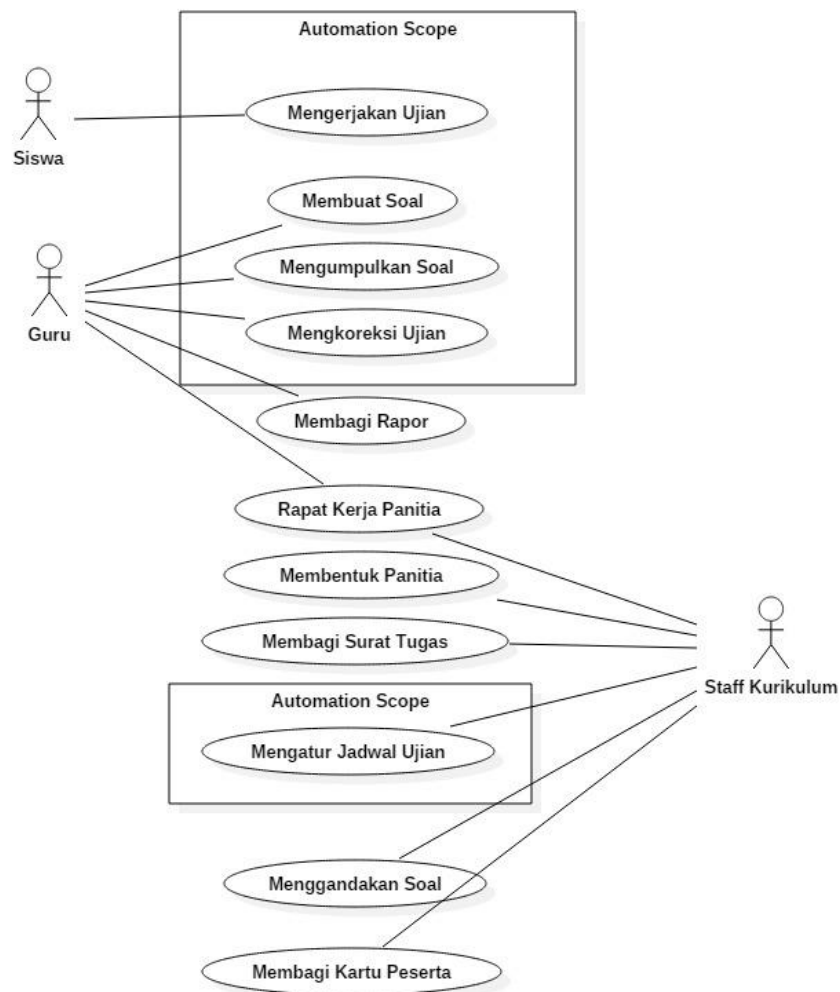 Automation Scope
Mengerjakan Ujian
Siswa
Membuat Soal
Mengumpulkan Soal
Guru
Mengkoreksi Ujian
Membagi Rapor
Rapat Kerja Panitia
Membentuk Panitia
Membagi Surat Tugas
Staff Kurikulum
Automation Scope
Mengatur Jadwal Ujian
Menggandakan Soal
Membagi Kartu Peserta